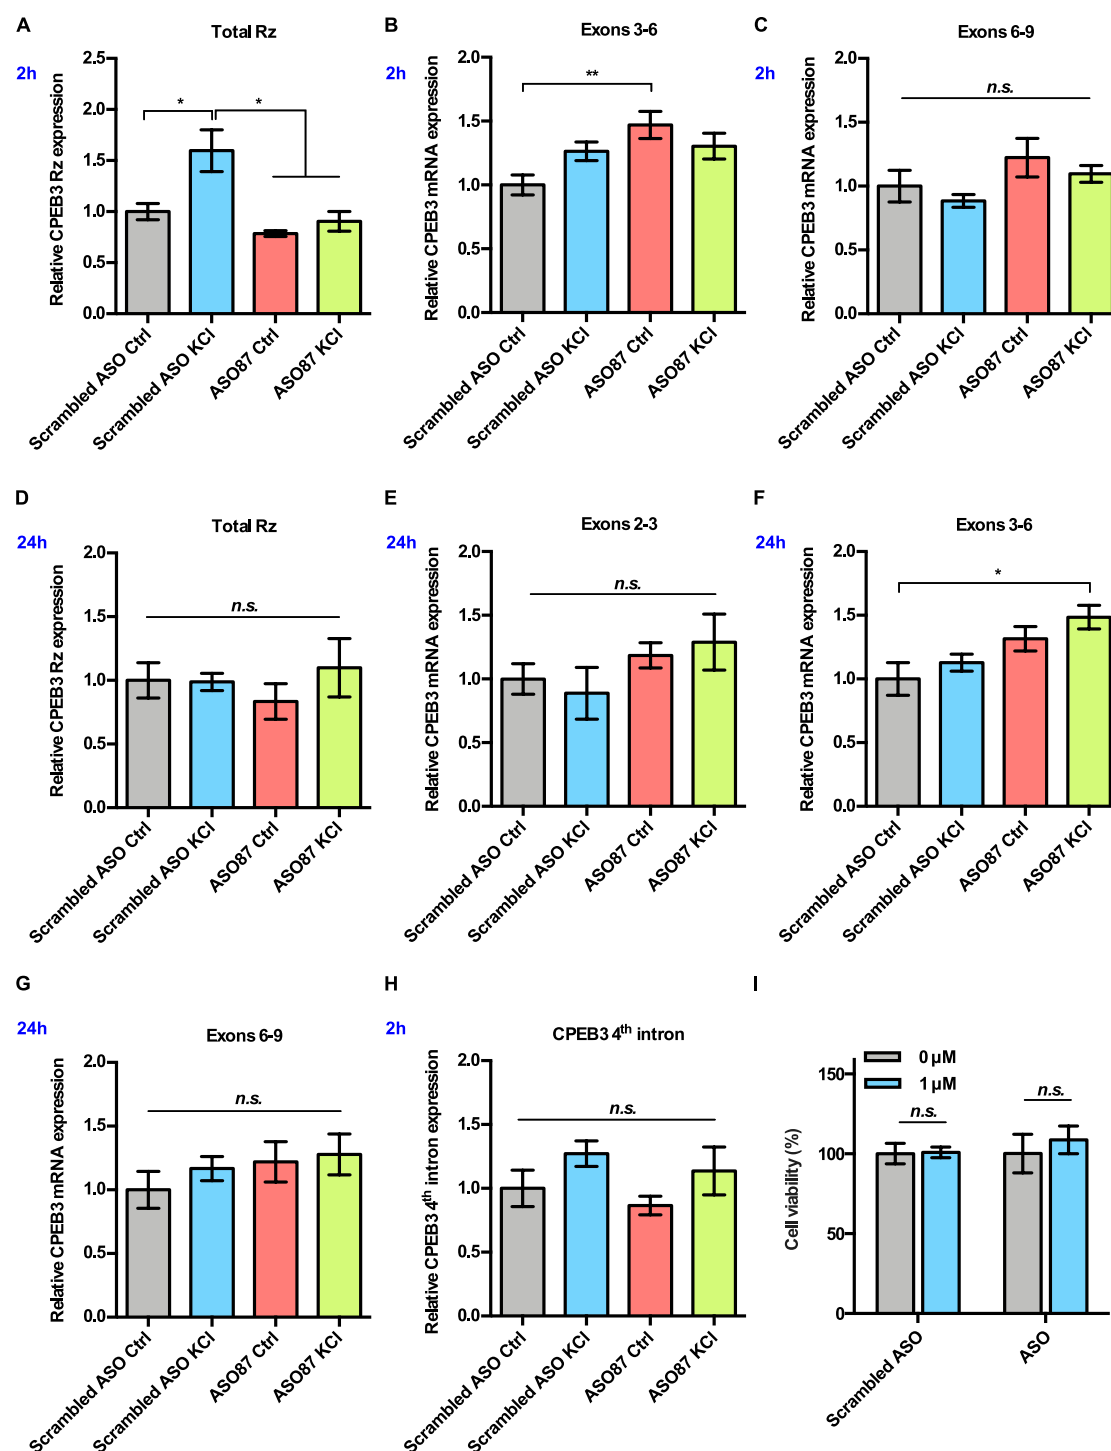 A
Total Rz
2h
Relative CPEB3 Rz expression
2.5
2.0
1.5
1.0
0.5
0.0
*
*
Scrambled ASO Ctrl
Scrambled ASO KCl
ASO87 Ctrl
ASO87 KCl
B
Exons 3-6
2h
Relative CPEB3 mRNA expression
2.0
1.5
1.0
0.5
0.0
**
Scrambled ASO Ctrl
Scrambled ASO KCl
ASO87 Ctrl
ASO87 KCl
C
Exons 6-9
2h
Relative CPEB3 mRNA expression
2.0
1.5
1.0
0.5
0.0
n.s.
Scrambled ASO Ctrl
Scrambled ASO KCl
ASO87 Ctrl
ASO87 KCl
D
Total Rz
24h
Relative CPEB3 Rz expression
2.0
1.5
1.0
0.5
0.0
n.s.
Scrambled ASO Ctrl
Scrambled ASO KCl
ASO87 Ctrl
ASO87 KCl
E
Exons 2-3
24h
Relative CPEB3 mRNA expression
2.0
1.5
1.0
0.5
0.0
n.s.
Scrambled ASO Ctrl
Scrambled ASO KCl
ASO87 Ctrl
ASO87 KCl
F
Exons 3-6
24h
Relative CPEB3 mRNA expression
2.0
1.5
1.0
0.5
0.0
*
Scrambled ASO Ctrl
Scrambled ASO KCl
ASO87 Ctrl
ASO87 KCl
G
Exons 6-9
24h
Relative CPEB3 mRNA expression
2.0
1.5
1.0
0.5
0.0
n.s.
Scrambled ASO Ctrl
Scrambled ASO KCl
ASO87 Ctrl
ASO87 KCl
H
CPEB3 4th intron
2h
Relative CPEB3 4th intron expression
2.0
1.5
1.0
0.5
0.0
n.s.
Scrambled ASO Ctrl
Scrambled ASO KCl
ASO87 Ctrl
ASO87 KCl
I
0 µM
1 µM
Cell viability (%)
150
100
50
0
n.s.
n.s.
Scrambled ASO
ASO